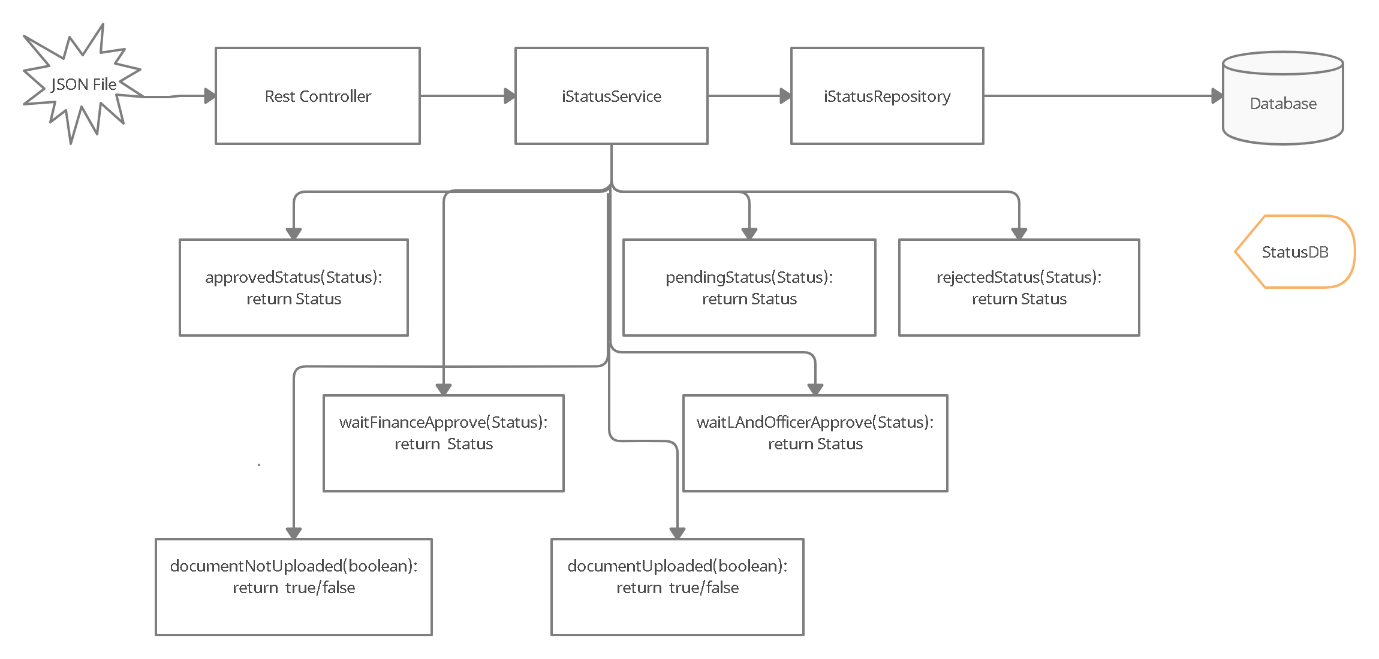 JSON File
Rest Controller
iStatusService
iStatusRepository
Database
approvedStatus(Status):
return Status
pendingStatus(Status):
return Status
rejectedStatus(Status):
return Status
StatusDB
waitFinanceApprove(Status):
return Status
waitLAndOfficerApprove(Status):
return Status
documentNotUploaded(boolean):
return true/false
documentUploaded(boolean):
return true/false